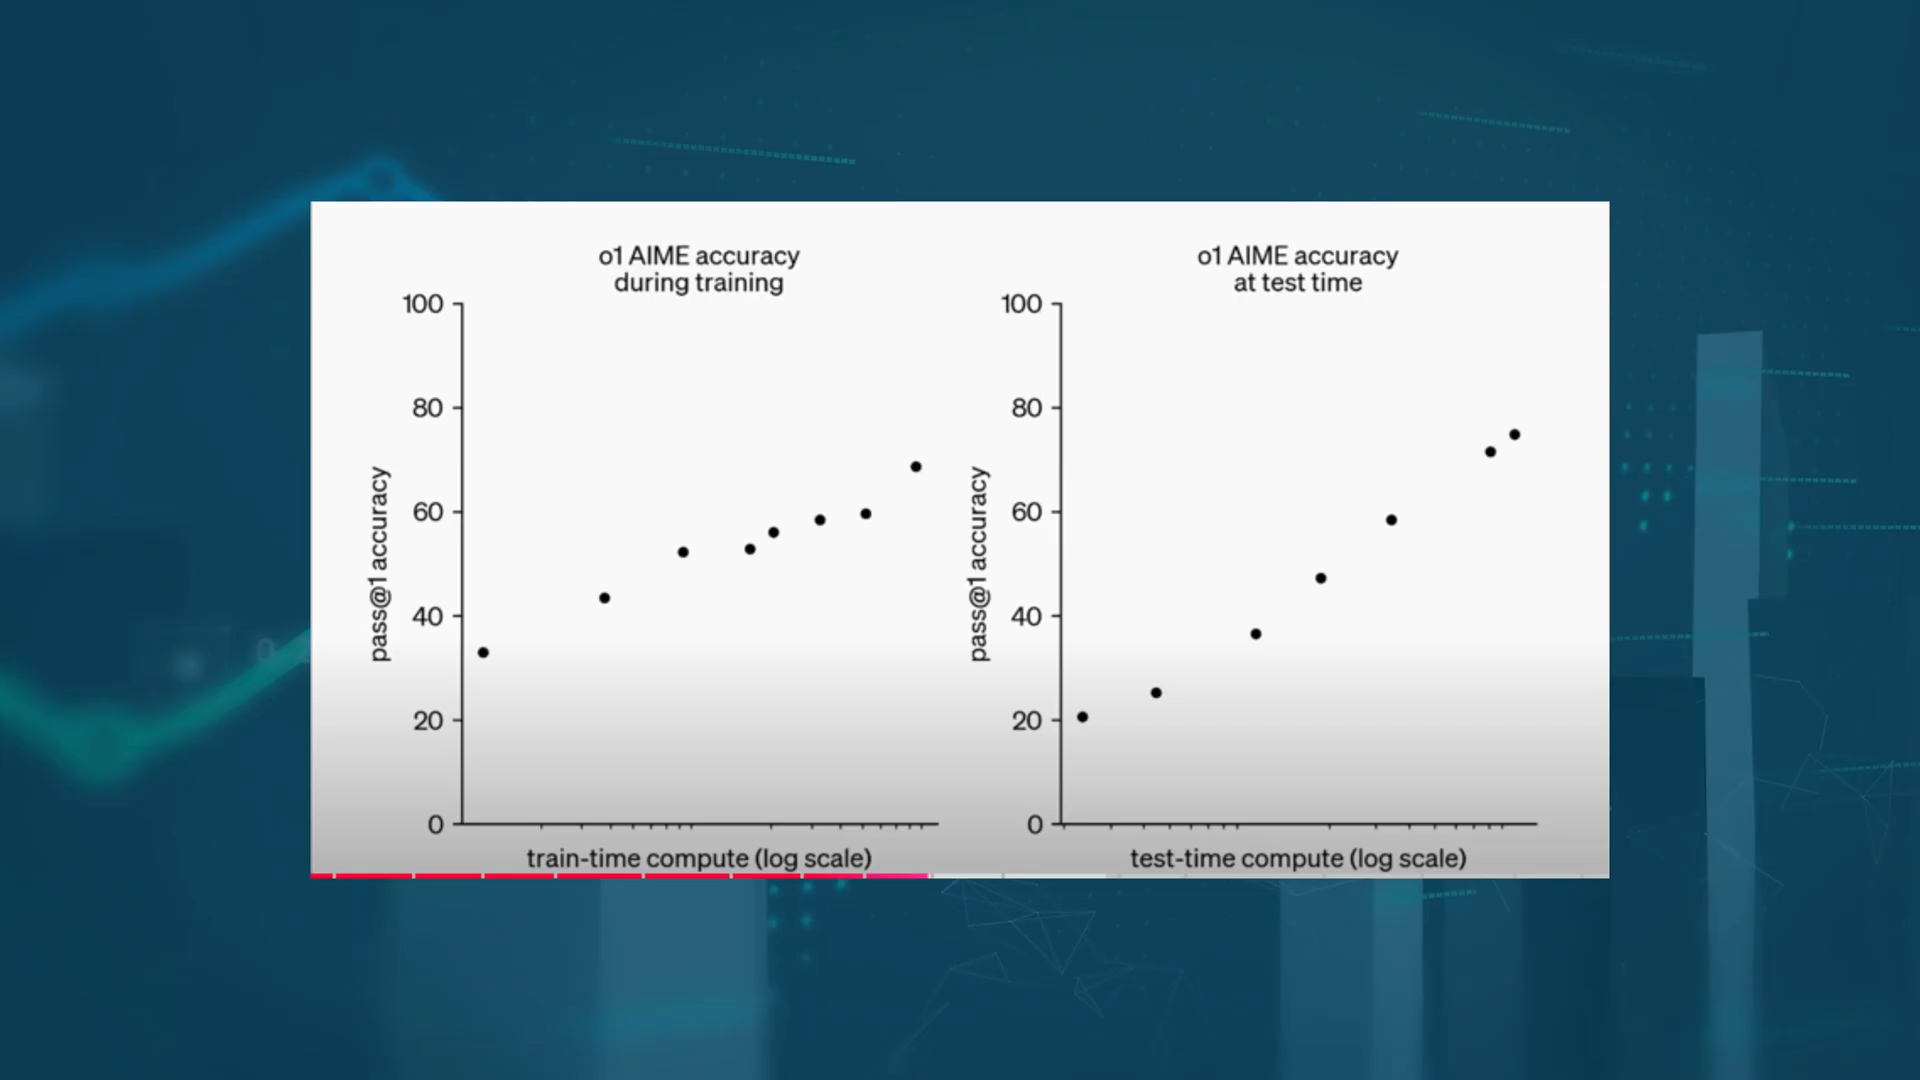 o1 AIME accuracy
during training
100
80
60
40
20
0
pass@1 accuracy
train-time compute (log scale)
o1 AIME accuracy
at test time
100
80
60
40
20
0
pass@1 accuracy
test-time compute (log scale)